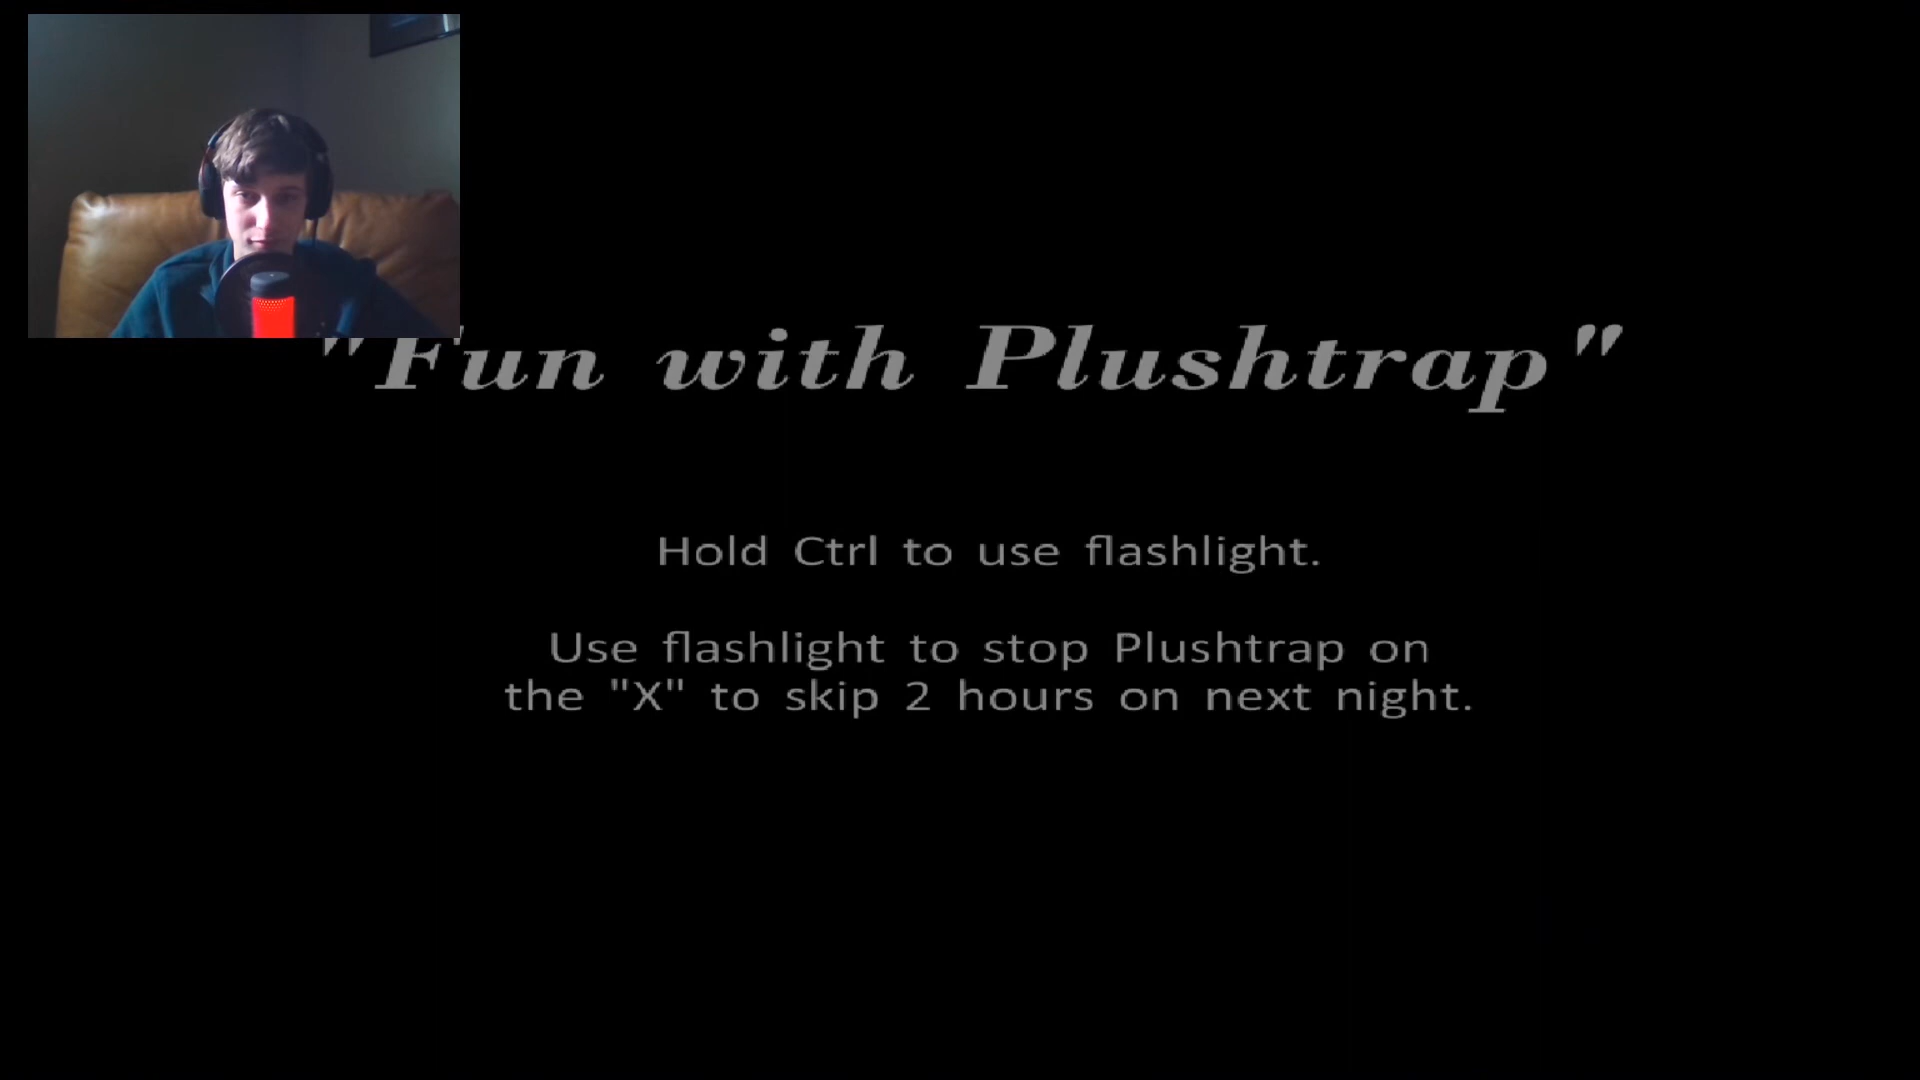 "Fun with Plushtrap"
Hold Ctrl to use flashlight.
Use flashlight to stop Plushtrap on
the "X" to skip 2 hours on next night.